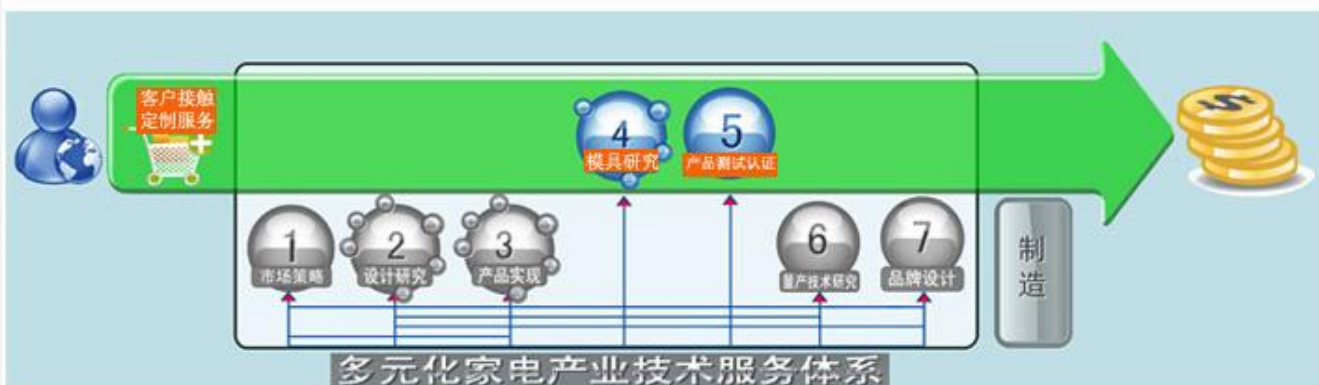 客户接触
定制服务
4
模具研究
5
产品测试认证
1
市场策略
2
设计研究
3
产品实现
6
量产技术研究
7
品牌设计
制造
多元化家电产业技术服务体系
$